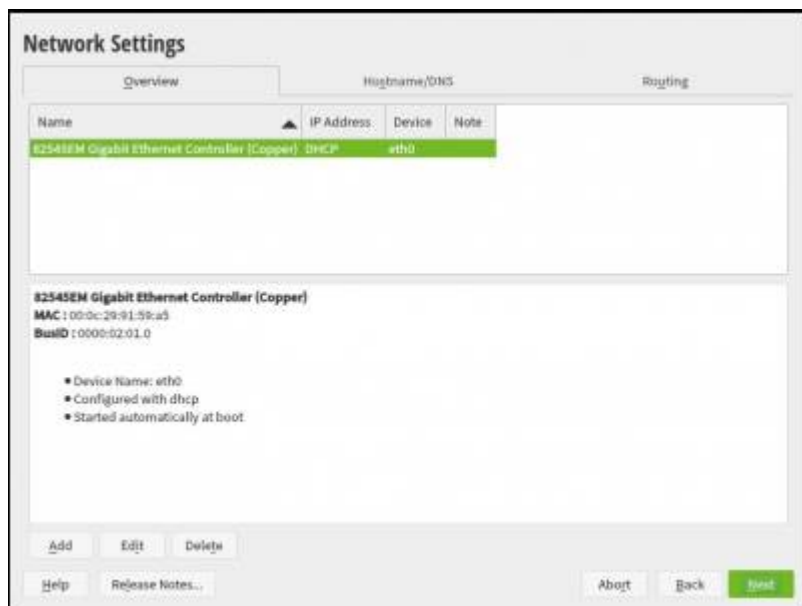 Network Settings
Overview Hostname/DNS Routing
Name IP Address Device Note
82545EM Gigabit Ethernet Controller (Copper) DHCP eth0
82545EM Gigabit Ethernet Controller (Copper)
MAC : 00:0c:29:91:59:a5
BusID : 0000:02:01.0
• Device Name: eth0
• Configured with dhcp
• Started automatically at boot
Add Edit Delete
Help Release Notes... Abort Back Next